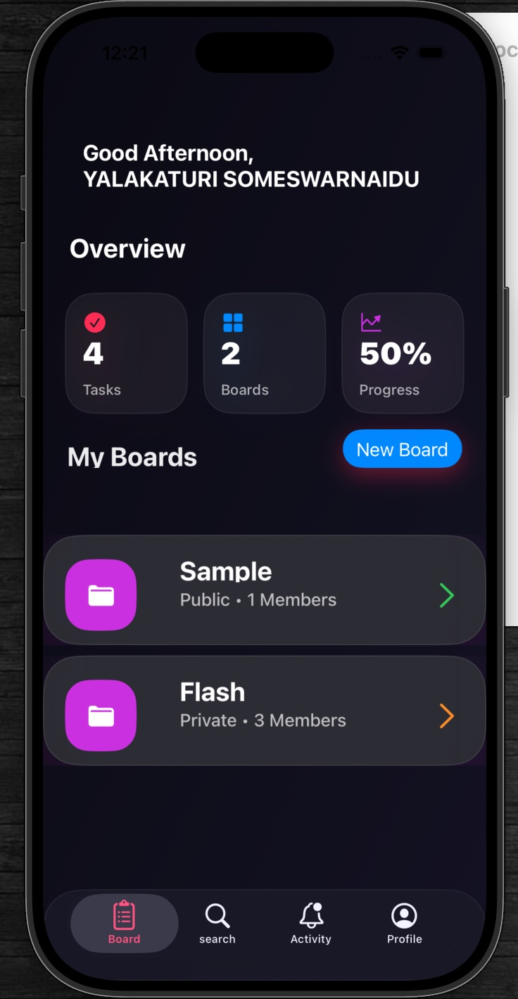 12:21
Good Afternoon,
YALAKATURI SOMESWARNAIDU
Overview
4
Tasks
2
Boards
50%
Progress
My Boards
New Board
Sample
Public • 1 Members
Flash
Private • 3 Members
Board
search
Activity
Profile